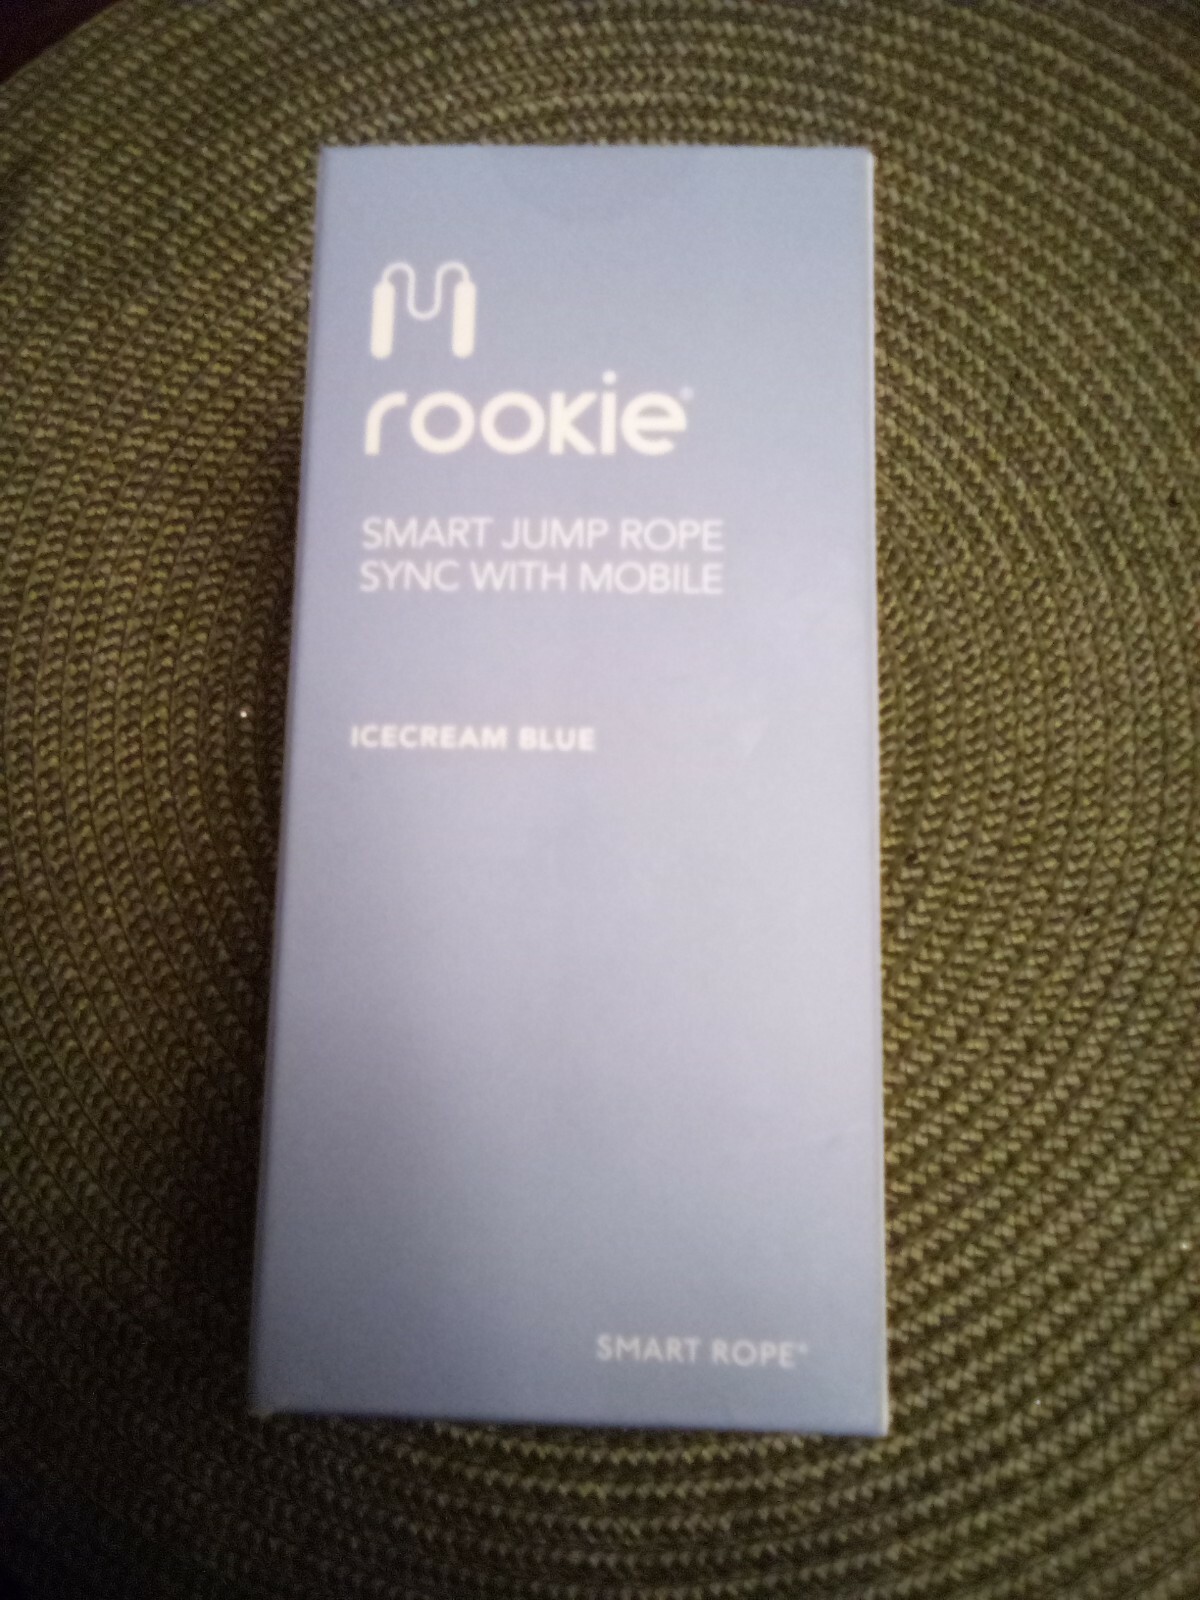 rookie®
SMART JUMP ROPE
SYNC WITH MOBILE
ICECREAM BLUE
SMART ROPE®